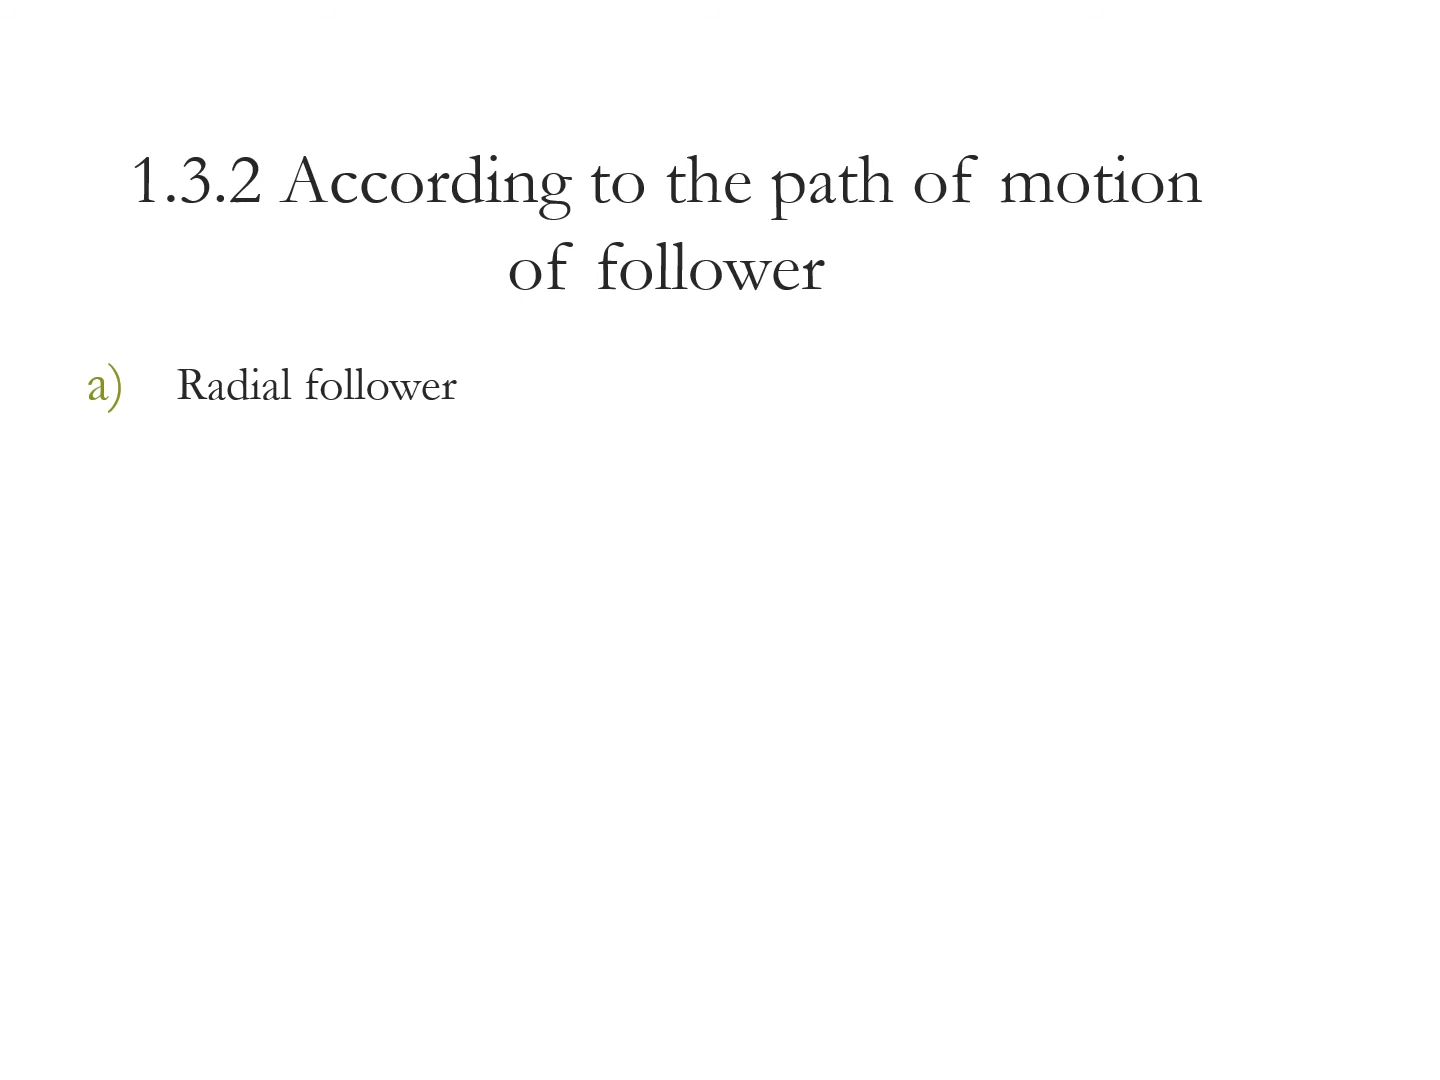 1.3.2 According to the path of motion
of follower
a) Radial follower